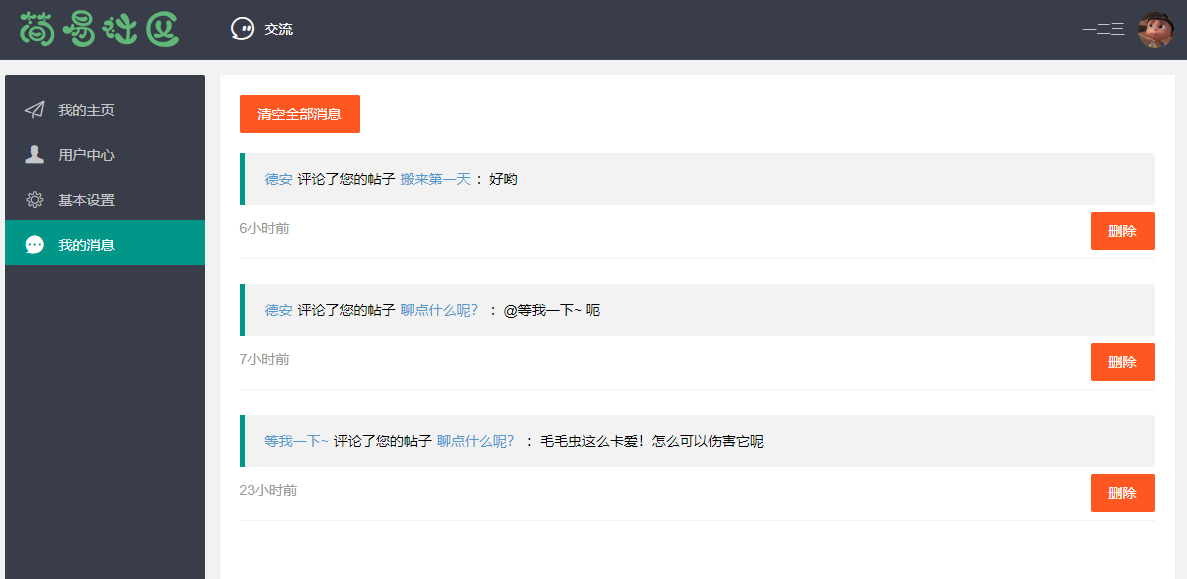 简易社区
交流
一二三
我的主页
用户中心
基本设置
我的消息
清空全部消息
德安 评论了您的帖子 搬来第一天 ：好哟
6小时前
删除
德安 评论了您的帖子 聊点什么呢？ ：@等我一下~ 呃
7小时前
删除
等我一下~ 评论了您的帖子 聊点什么呢？ ：毛毛虫这么卡爱！怎么可以伤害它呢
23小时前
删除